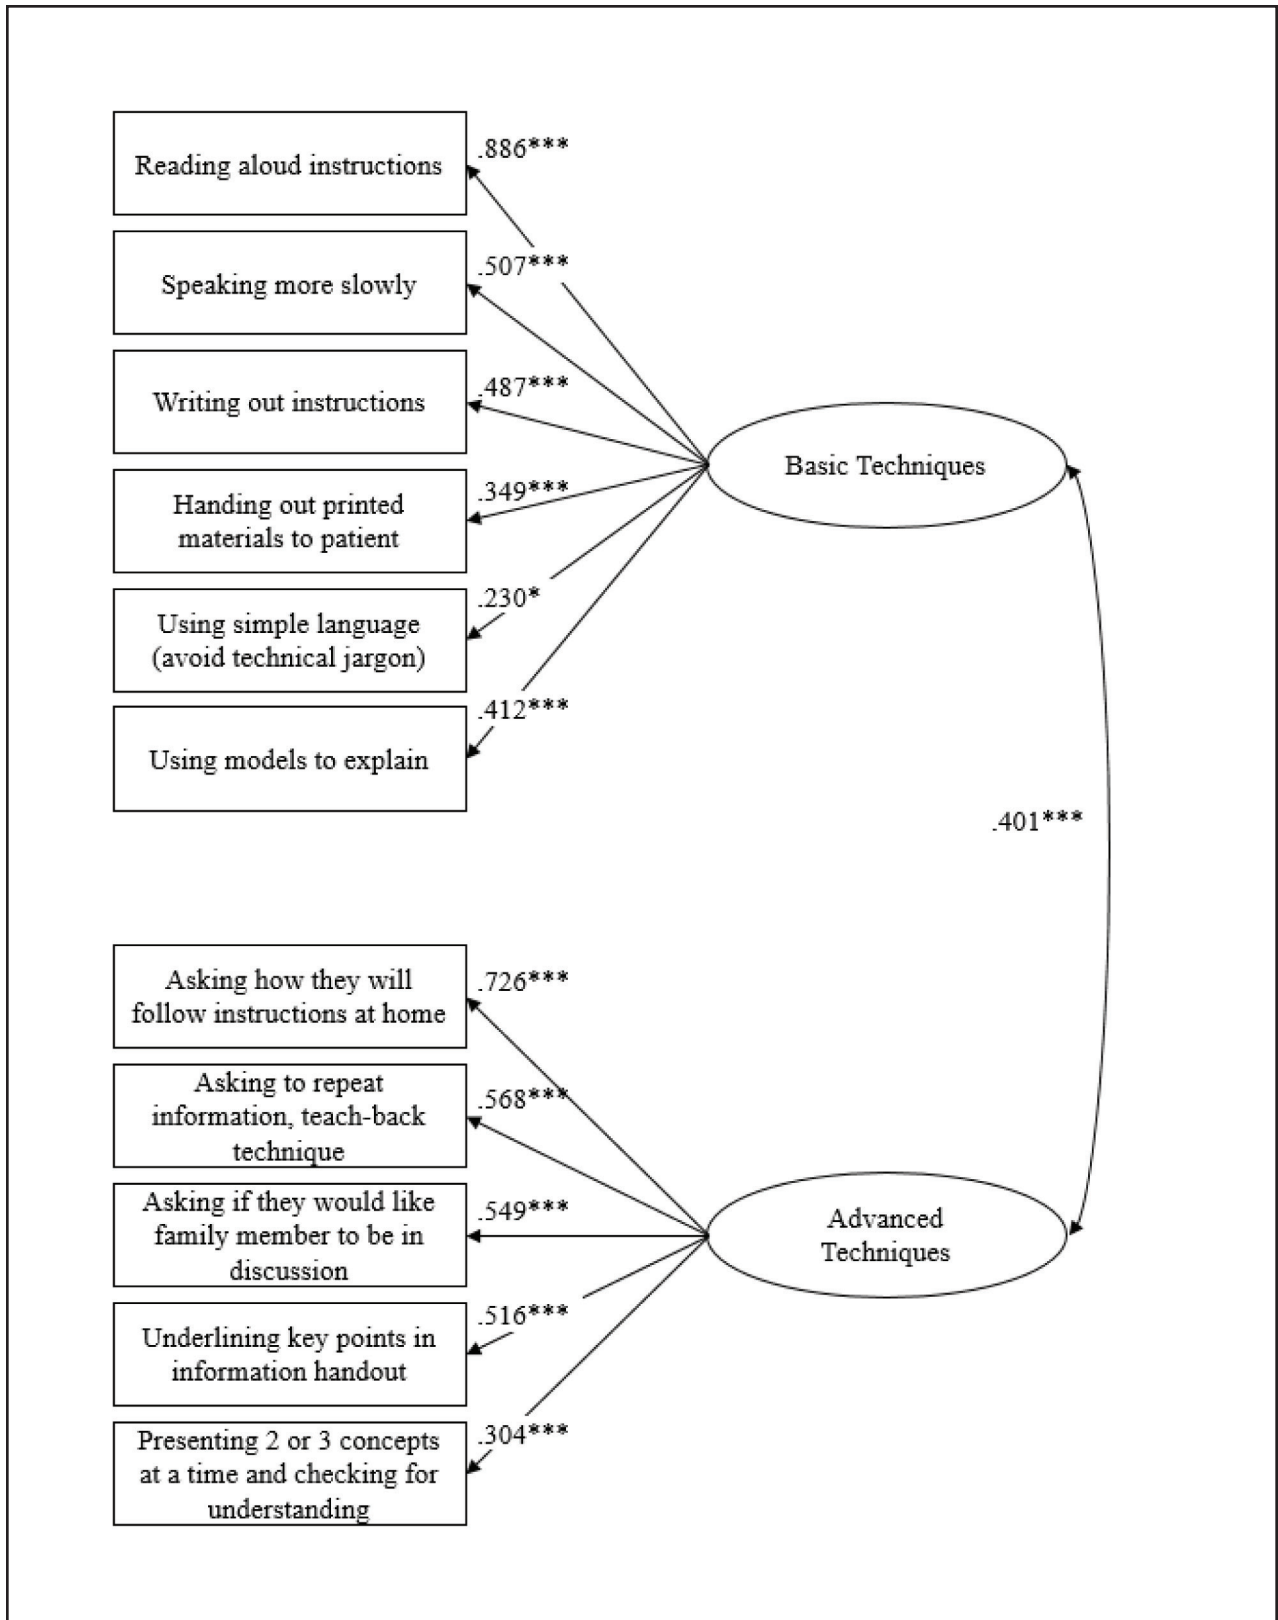 Reading aloud instructions
.886***
Speaking more slowly
.507***
Writing out instructions
.487***
Basic Techniques
Handing out printed
materials to patient
.349***
Using simple language
(avoid technical jargon)
.230*
Using models to explain
.412***
.401***
Asking how they will
follow instructions at home
.726***
Asking to repeat
information, teach-back
technique
.568***
Asking if they would like
family member to be in
discussion
.549***
Advanced
Techniques
Underlining key points in
information handout
.516***
Presenting 2 or 3 concepts
at a time and checking for
understanding
.304***